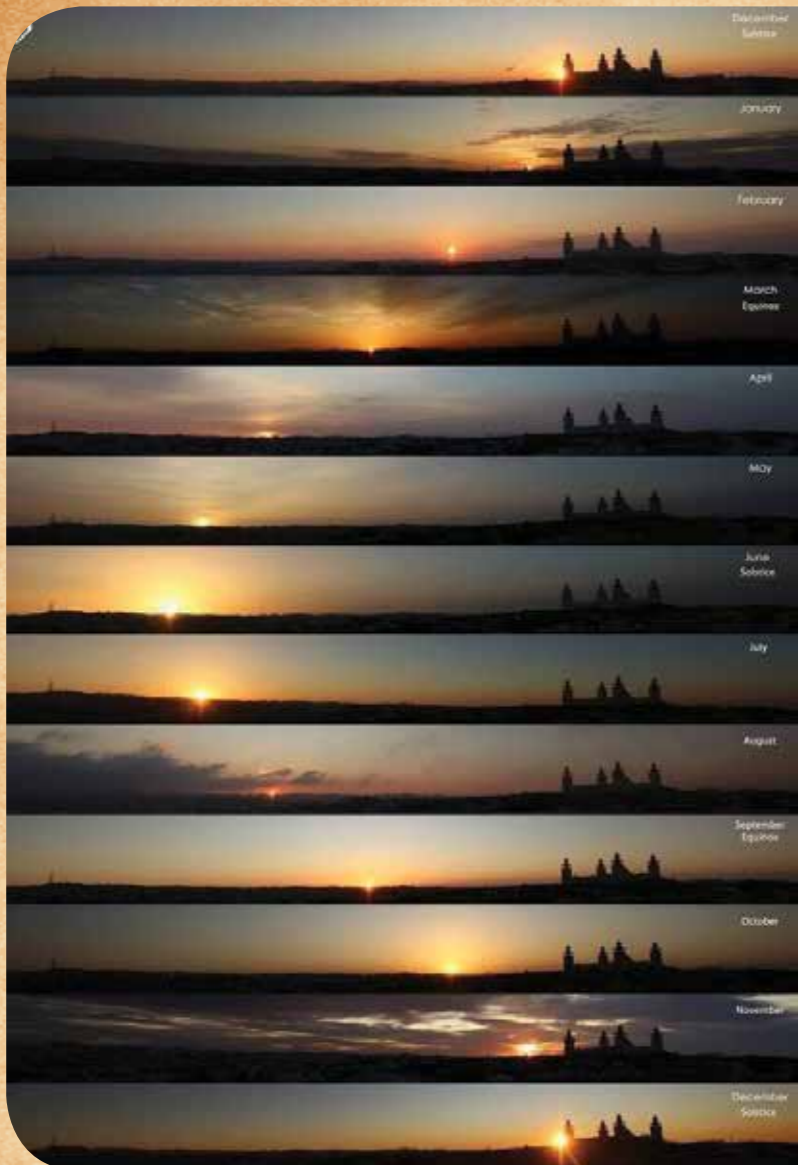 December
Solstice
January
February
March
Equinox
April
May
June
Solstice
July
August
September
Equinox
October
November
December
Solstice